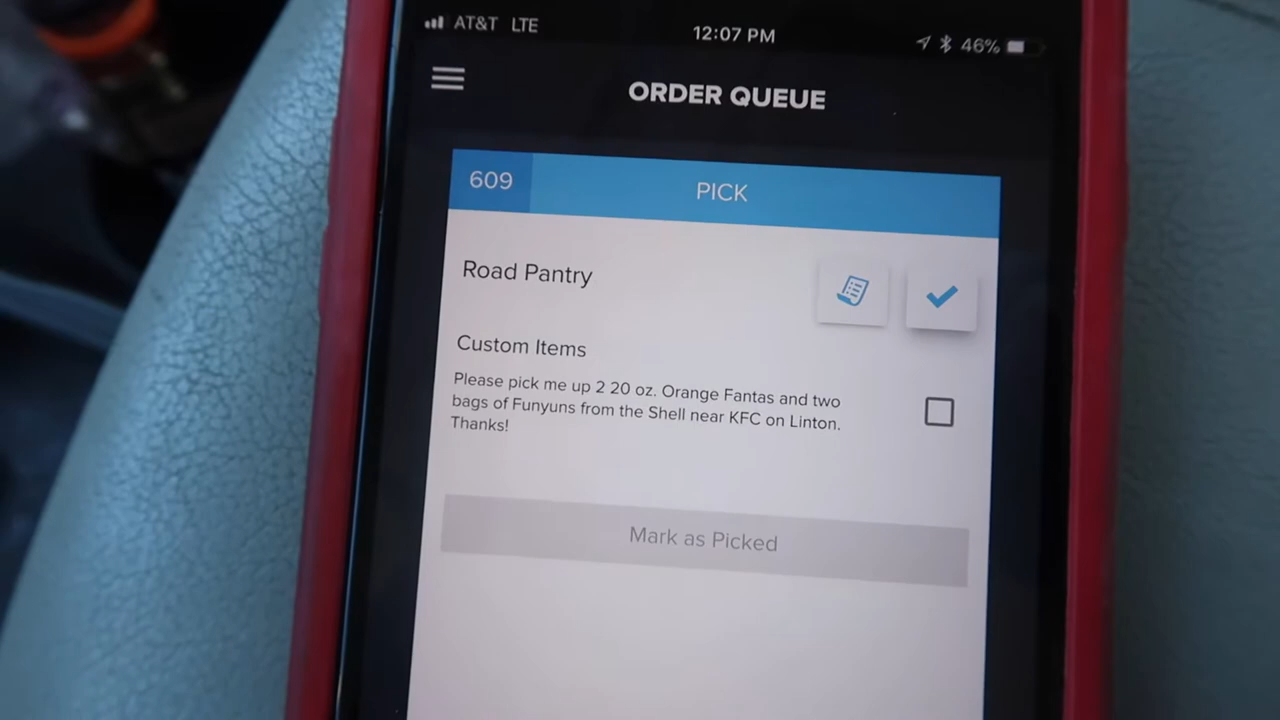 AT&T LTE 12:07 PM 46%
ORDER QUEUE
609 PICK
Road Pantry
Custom Items
Please pick me up 2 20 oz. Orange Fantas and two
bags of Funyuns from the Shell near KFC on Linton.
Thanks!
Mark as Picked